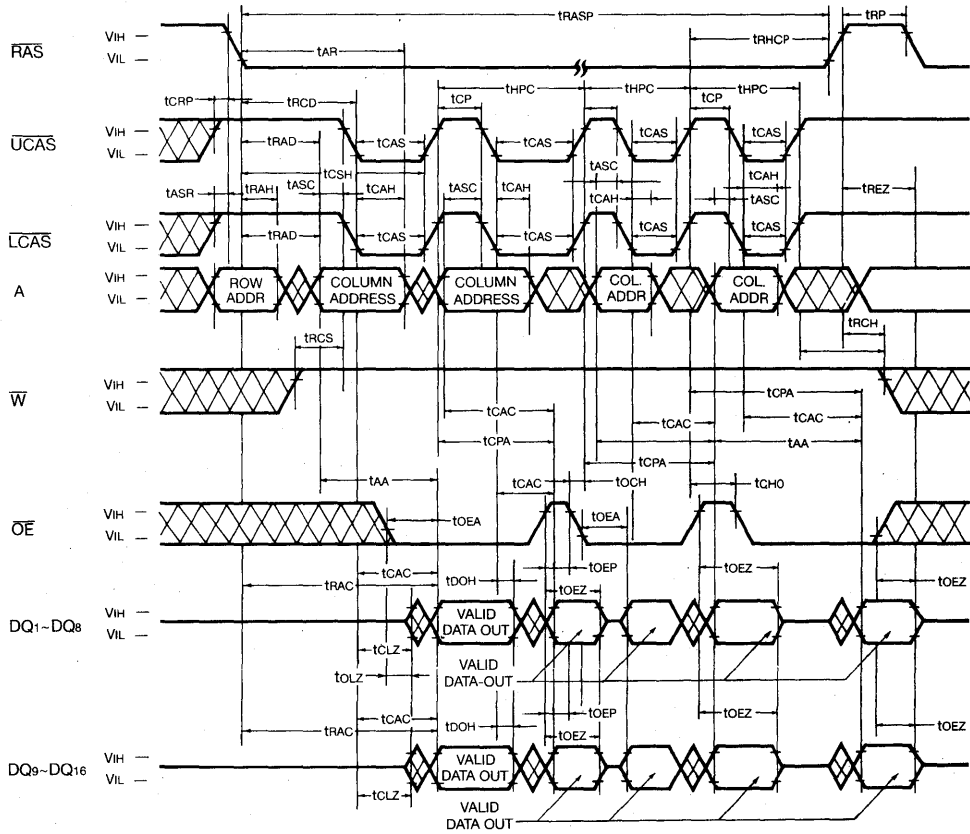 tRASP
tRP
VIH
RAS
VIL
tAR
tRHCP
tHPC
tHPC
tHPC
tCRP
tRCD
tCP
tCP
VIH
UCAS
VIL
tRAD
tCAS
tCAS
tCAS
tCAS
tCSH
tASC
tCAH
tASR
tRAH
tASC
tCAH
tASC
tCAH
tCAH
tASC
tREZ
VIH
LCAS
VIL
tRAD
tCAS
tCAS
tCAS
tCAS
VIH
A
VIL
ROW ADDR
COLUMN ADDRESS
COLUMN ADDRESS
COL. ADDR
COL. ADDR
tRCS
tRCH
VIH
W
VIL
tCPA
tCAC
tCAC
tCAC
tCPA
tAA
tCPA
tAA
tCAC
tOCH
tCHO
VIH
OE
VIL
tOEA
tOEA
tCAC
tDOH
tOEP
tOEZ
tRAC
tOEZ
tOEZ
VIH
DQ1~DQ8
VIL
VALID DATA OUT
tCLZ
tOLZ
VALID DATA-OUT
tCAC
tDOH
tOEP
tOEZ
tRAC
tOEZ
tOEZ
VIH
DQ9~DQ16
VIL
VALID DATA OUT
tCLZ
VALID DATA OUT